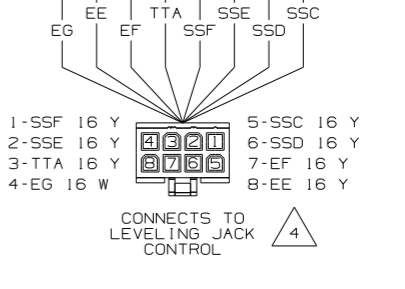 EE TTA SSE SSC
EG EF SSF SSD
1-SSF 16 Y
2-SSE 16 Y
3-TTA 16 Y
4-EG 16 W
4 3 2 1
8 7 6 5
5-SSC 16 Y
6-SSD 16 Y
7-EF 16 Y
8-EE 16 Y
CONNECTS TO
LEVELING JACK
CONTROL
4